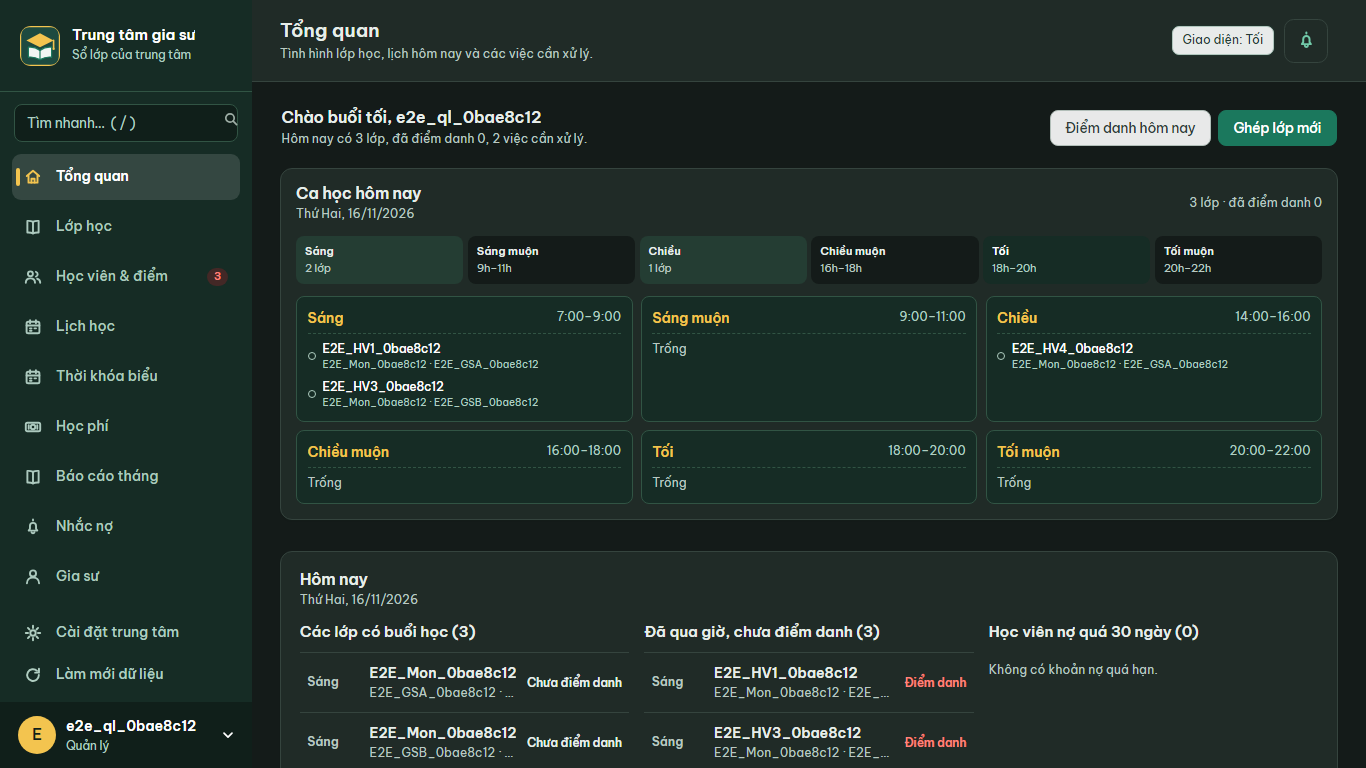 Trung tâm gia sư
Sổ lớp của trung tâm
Tìm nhanh... ( / )
Tổng quan
Lớp học
Học viên & điểm 3
Lịch học
Thời khóa biểu
Học phí
Báo cáo tháng
Nhắc nợ
Gia sư
Cài đặt trung tâm
Làm mới dữ liệu
E
e2e_ql_0bae8c12
Quản lý
Tổng quan
Tình hình lớp học, lịch hôm nay và các việc cần xử lý.
Giao diện: Tối
Chào buổi tối, e2e_ql_0bae8c12
Hôm nay có 3 lớp, đã điểm danh 0, 2 việc cần xử lý.
Điểm danh hôm nay
Ghép lớp mới
Ca học hôm nay
Thứ Hai, 16/11/2026
3 lớp · đã điểm danh 0
Sáng
2 lớp
Sáng muộn
9h–11h
Chiều
1 lớp
Chiều muộn
16h–18h
Tối
18h–20h
Tối muộn
20h–22h
Sáng 7:00–9:00
E2E_HV1_0bae8c12
E2E_Mon_0bae8c12 · E2E_GSA_0bae8c12
E2E_HV3_0bae8c12
E2E_Mon_0bae8c12 · E2E_GSB_0bae8c12
Sáng muộn 9:00–11:00
Trống
Chiều 14:00–16:00
E2E_HV4_0bae8c12
E2E_Mon_0bae8c12 · E2E_GSA_0bae8c12
Chiều muộn 16:00–18:00
Trống
Tối 18:00–20:00
Trống
Tối muộn 20:00–22:00
Trống
Hôm nay
Thứ Hai, 16/11/2026
Các lớp có buổi học (3)
Sáng
E2E_Mon_0bae8c12
E2E_GSA_0bae8c12 · ...
Chưa điểm danh
Sáng
E2E_Mon_0bae8c12
E2E_GSB_0bae8c12 · ...
Chưa điểm danh
Đã qua giờ, chưa điểm danh (3)
Sáng
E2E_HV1_0bae8c12
E2E_Mon_0bae8c12 · E2E_...
Điểm danh
Sáng
E2E_HV3_0bae8c12
E2E_Mon_0bae8c12 · E2E_...
Điểm danh
Học viên nợ quá 30 ngày (0)
Không có khoản nợ quá hạn.